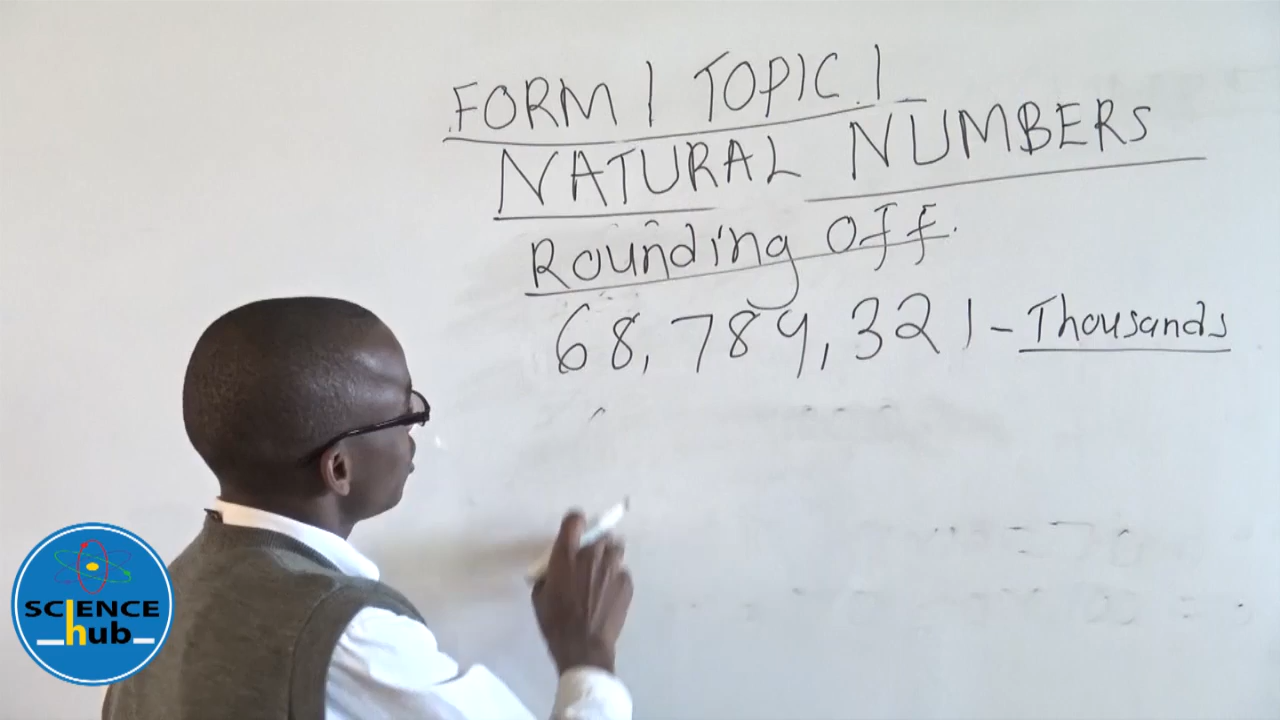 FORM 1 TOPIC 1
NATURAL NUMBERS
Rounding OFF.
68,789,321 - Thousands
SCIENCE
hub